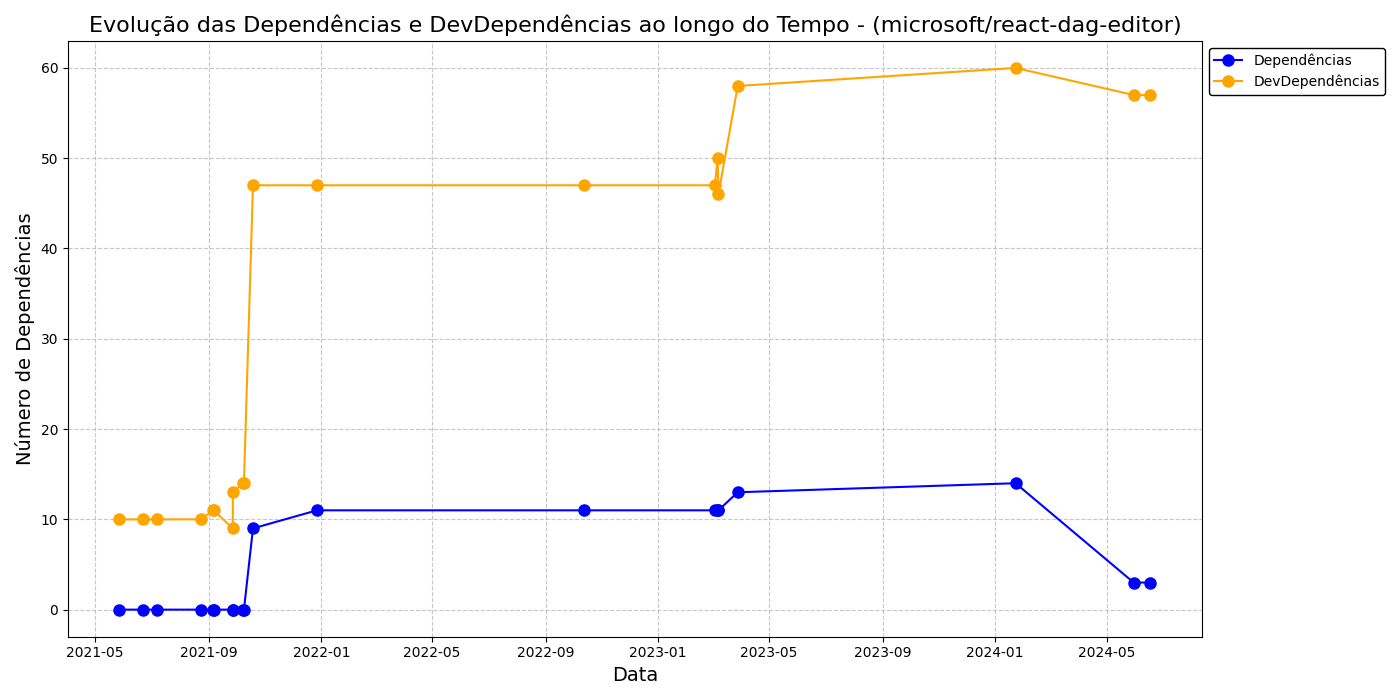 Evolução das Dependências e DevDependências ao longo do Tempo - (microsoft/react-dag-editor)
Dependências
DevDependências
Número de Dependências
60
50
40
30
20
10
0
2021-05 2021-09 2022-01 2022-05 2022-09 2023-01 2023-05 2023-09 2024-01 2024-05
Data